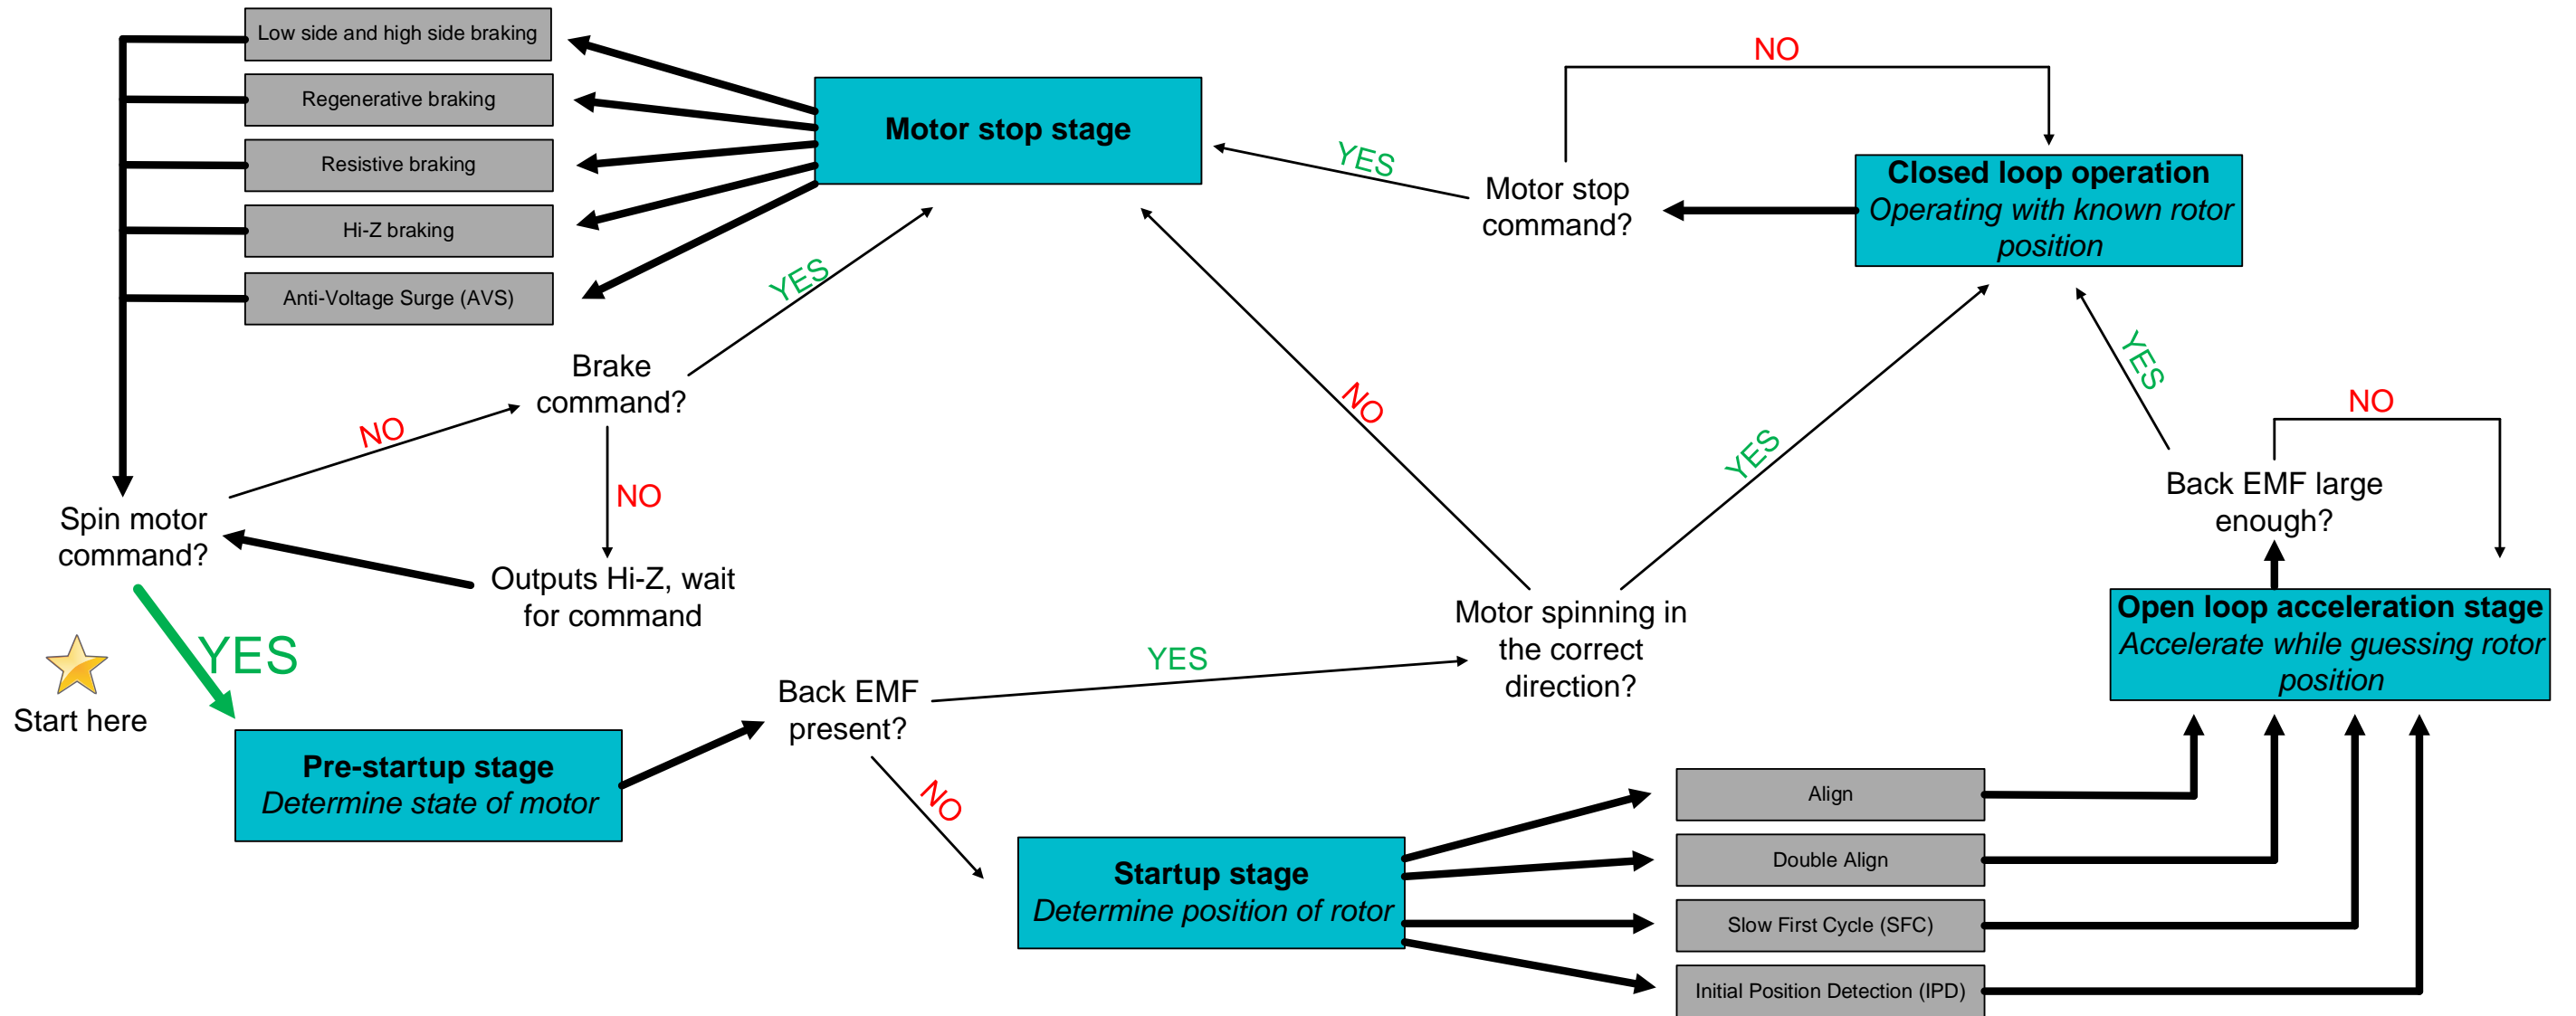 Low side and high side braking
Regenerative braking
Resistive braking
Hi-Z braking
Anti-Voltage Surge (AVS)
Motor stop stage
NO
YES
Motor stop
command?
Closed loop operation
Operating with known rotor
position
YES
Brake
command?
NO
NO
NO
YES
YES
NO
Back EMF large
enough?
Spin motor
command?
Outputs Hi-Z, wait
for command
Motor spinning in
the correct
direction?
Open loop acceleration stage
Accelerate while guessing rotor
position
YES
Start here
YES
Back EMF
present?
Pre-startup stage
Determine state of motor
NO
Startup stage
Determine position of rotor
Align
Double Align
Slow First Cycle (SFC)
Initial Position Detection (IPD)